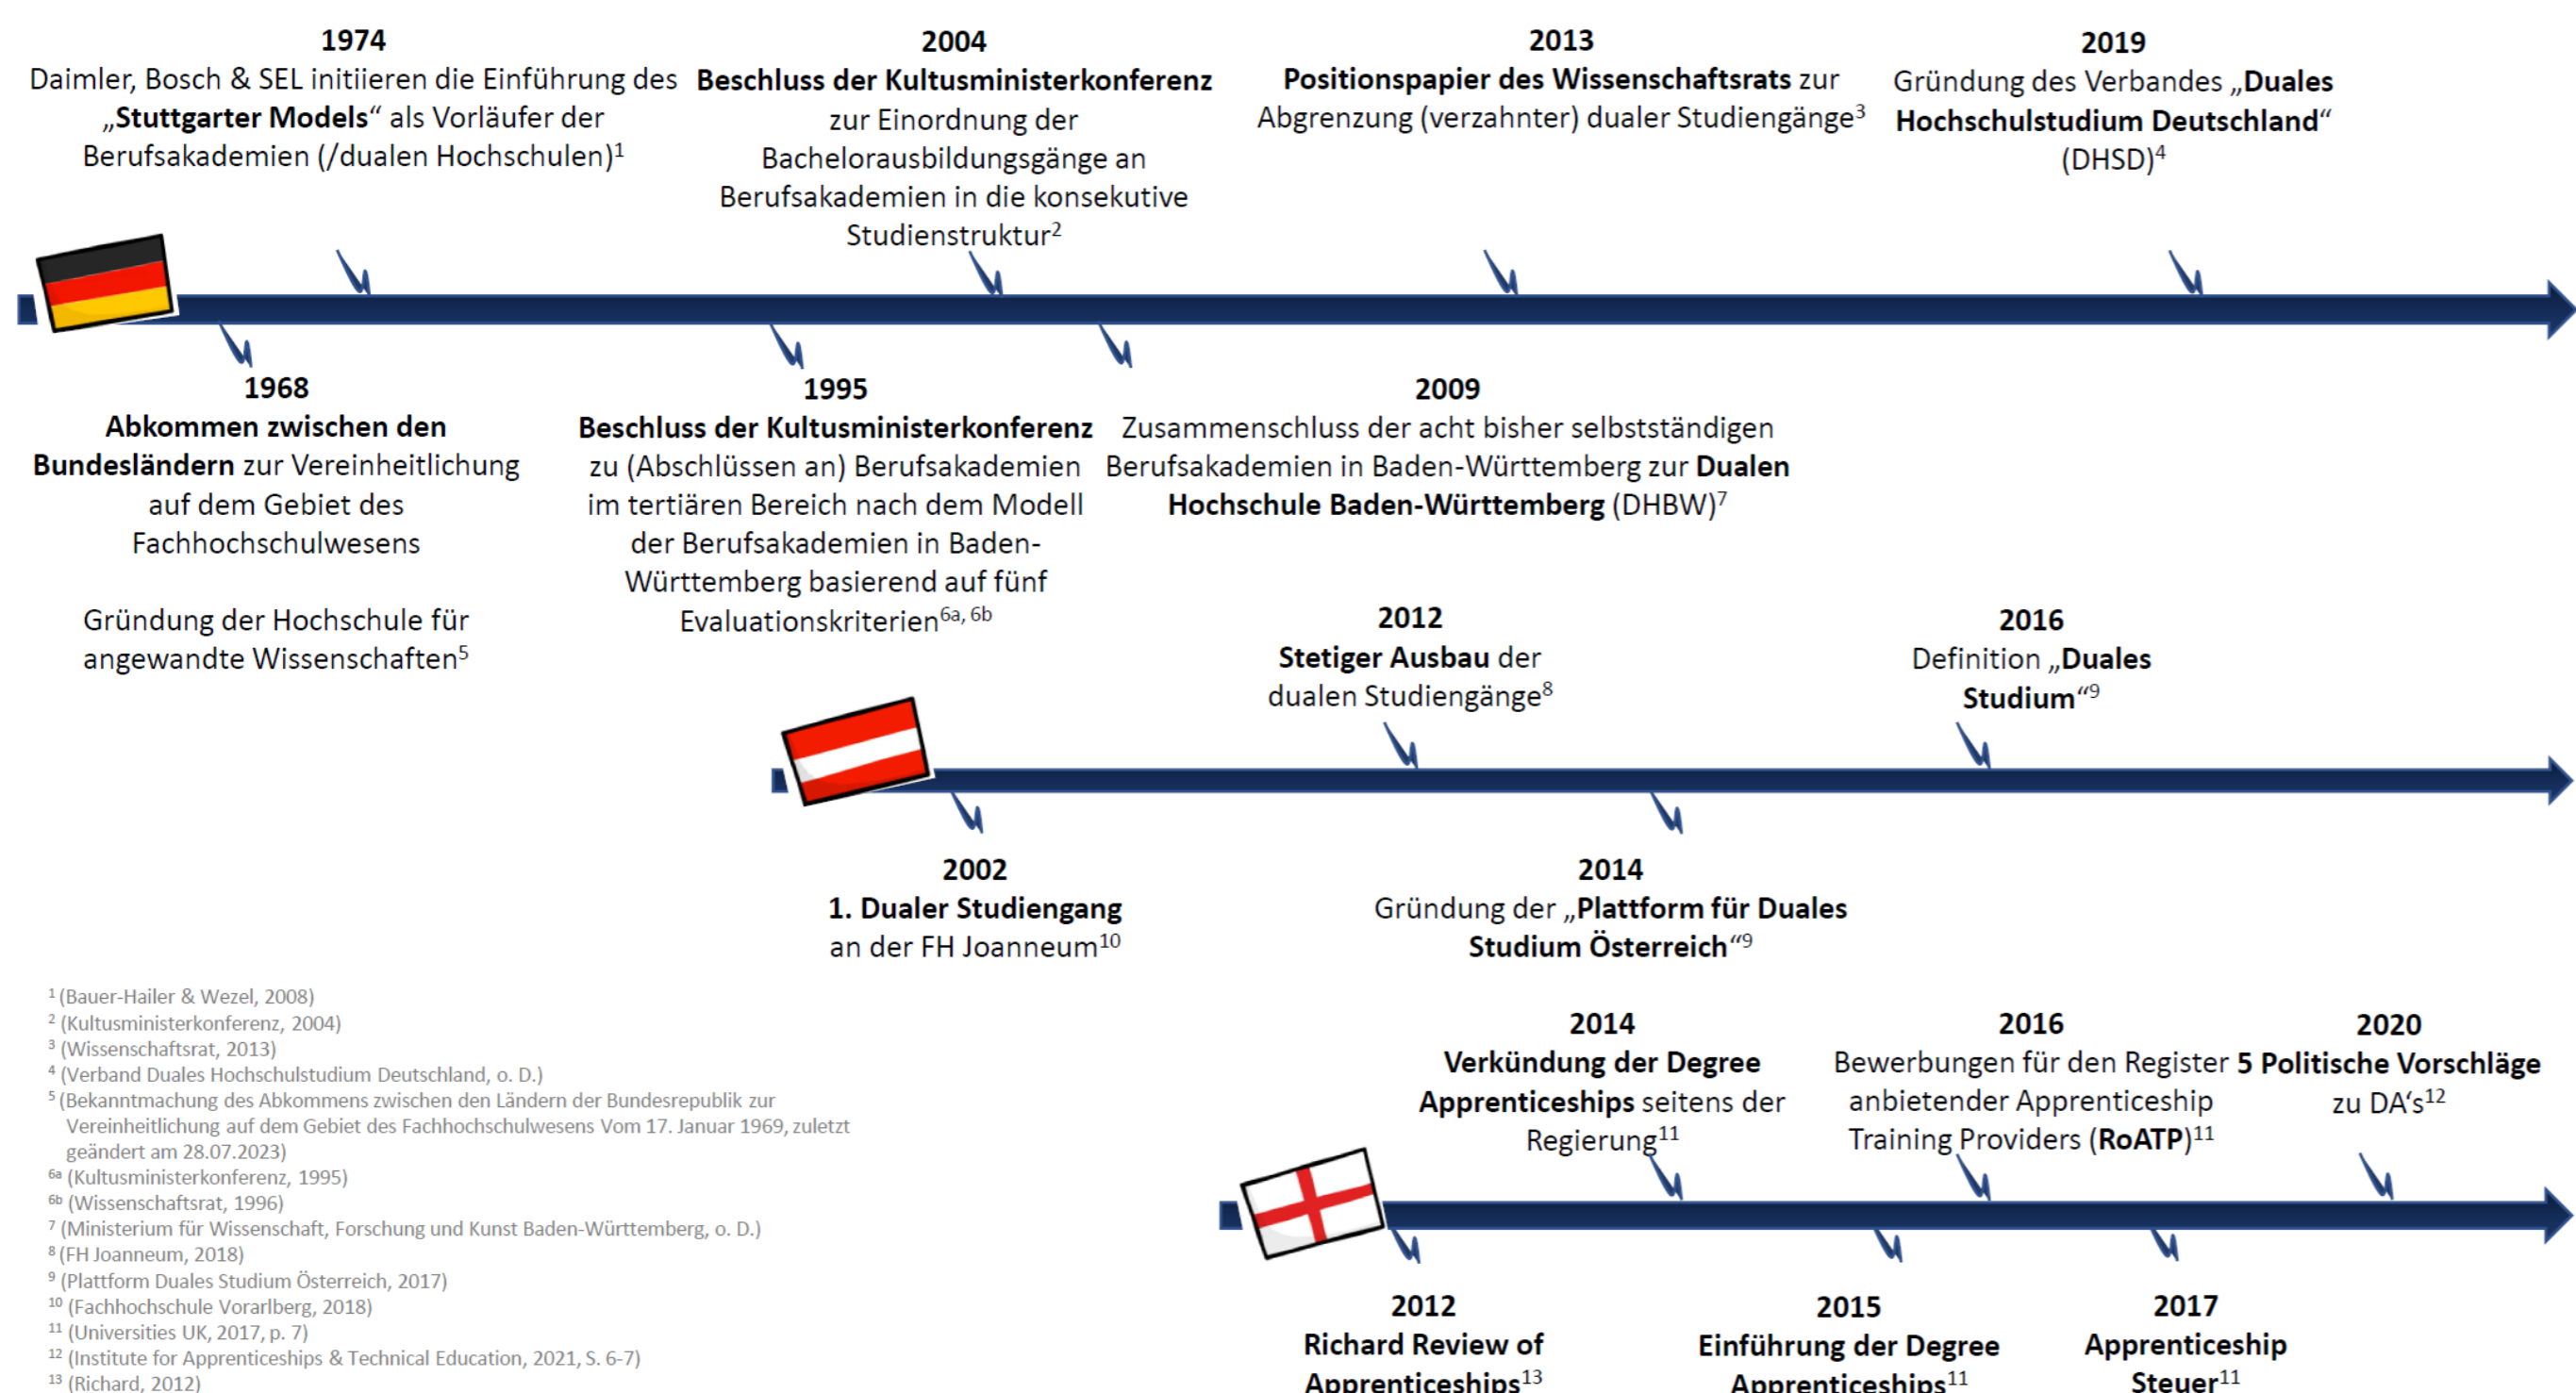 1974
Daimler, Bosch & SEL initiieren die Einführung des
„Stuttgarter Models“ als Vorläufer der
Berufsakademien (/dualen Hochschulen)1
2004
Beschluss der Kultusministerkonferenz
zur Einordnung der
Bachelorausbildungsgänge an
Berufsakademien in die konsekutive
Studienstruktur2
2013
Positionspapier des Wissenschaftsrats zur
Abgrenzung (verzahnter) dualer Studiengänge3
2019
Gründung des Verbandes „Duales
Hochschulstudium Deutschland“
(DHSD)4
1968
Abkommen zwischen den
Bundesländern zur Vereinheitlichung
auf dem Gebiet des
Fachhochschulwesens
Gründung der Hochschule für
angewandte Wissenschaften5
1995
Beschluss der Kultusministerkonferenz
zu (Abschlüssen an) Berufsakademien
im tertiären Bereich nach dem Modell
der Berufsakademien in Baden-
Württemberg basierend auf fünf
Evaluationskriterien6a, 6b
2009
Zusammenschluss der acht bisher selbstständigen
Berufsakademien in Baden-Württemberg zur Dualen
Hochschule Baden-Württemberg (DHBW)7
2012
Stetiger Ausbau der
dualen Studiengänge8
2016
Definition „Duales
Studium“9
2002
1. Dualer Studiengang
an der FH Joanneum10
2014
Gründung der „Plattform für Duales
Studium Österreich“9
2014
Verkündung der Degree
Apprenticeships seitens der
Regierung11
2016
Bewerbungen für den Register
anbietender Apprenticeship
Training Providers (RoATP)11
2020
5 Politische Vorschläge
zu DA‘s12
2012
Richard Review of
Apprenticeships13
2015
Einführung der Degree
Apprenticeships11
2017
Apprenticeship
Steuer11
1 (Bauer-Hailer & Wezel, 2008)
2 (Kultusministerkonferenz, 2004)
3 (Wissenschaftsrat, 2013)
4 (Verband Duales Hochschulstudium Deutschland, o. D.)
5 (Bekanntmachung des Abkommens zwischen den Ländern der Bundesrepublik zur
Vereinheitlichung auf dem Gebiet des Fachhochschulwesens Vom 17. Januar 1969, zuletzt
geändert am 28.07.2023)
6a (Kultusministerkonferenz, 1995)
6b (Wissenschaftsrat, 1996)
7 (Ministerium für Wissenschaft, Forschung und Kunst Baden-Württemberg, o. D.)
8 (FH Joanneum, 2018)
9 (Plattform Duales Studium Österreich, 2017)
10 (Fachhochschule Vorarlberg, 2018)
11 (Universities UK, 2017, p. 7)
12 (Institute for Apprenticeships & Technical Education, 2021, S. 6-7)
13 (Richard, 2012)